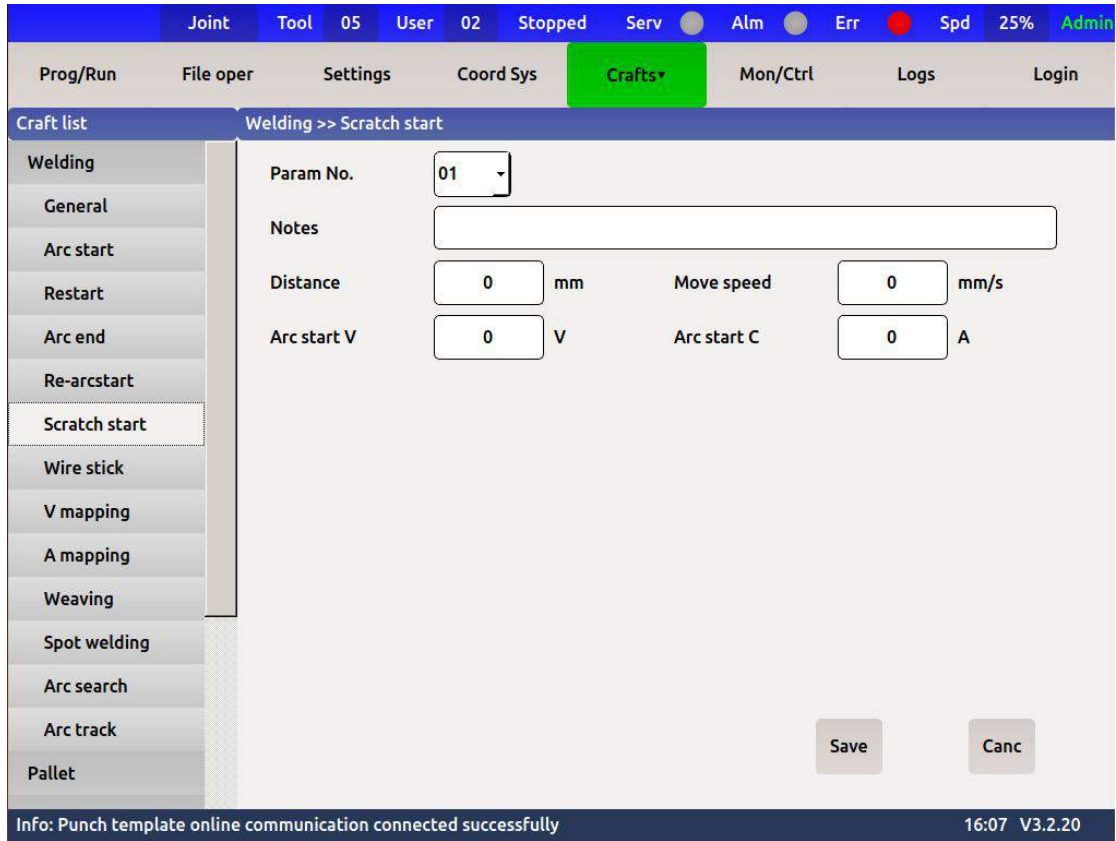 Joint Tool 05 User 02 Stopped Serv Alm Err Spd 25% Admin
Prog/Run File oper Settings Coord Sys Crafts▾ Mon/Ctrl Logs Login
Craft list Welding >> Scratch start
Welding
General
Arc start
Restart
Arc end
Re-arcstart
Scratch start
Wire stick
V mapping
A mapping
Weaving
Spot welding
Arc search
Arc track
Pallet
Param No. 01
Notes
Distance 0 mm Move speed 0 mm/s
Arc start V 0 V Arc start C 0 A
Save Canc
Info: Punch template online communication connected successfully 16:07 V3.2.20